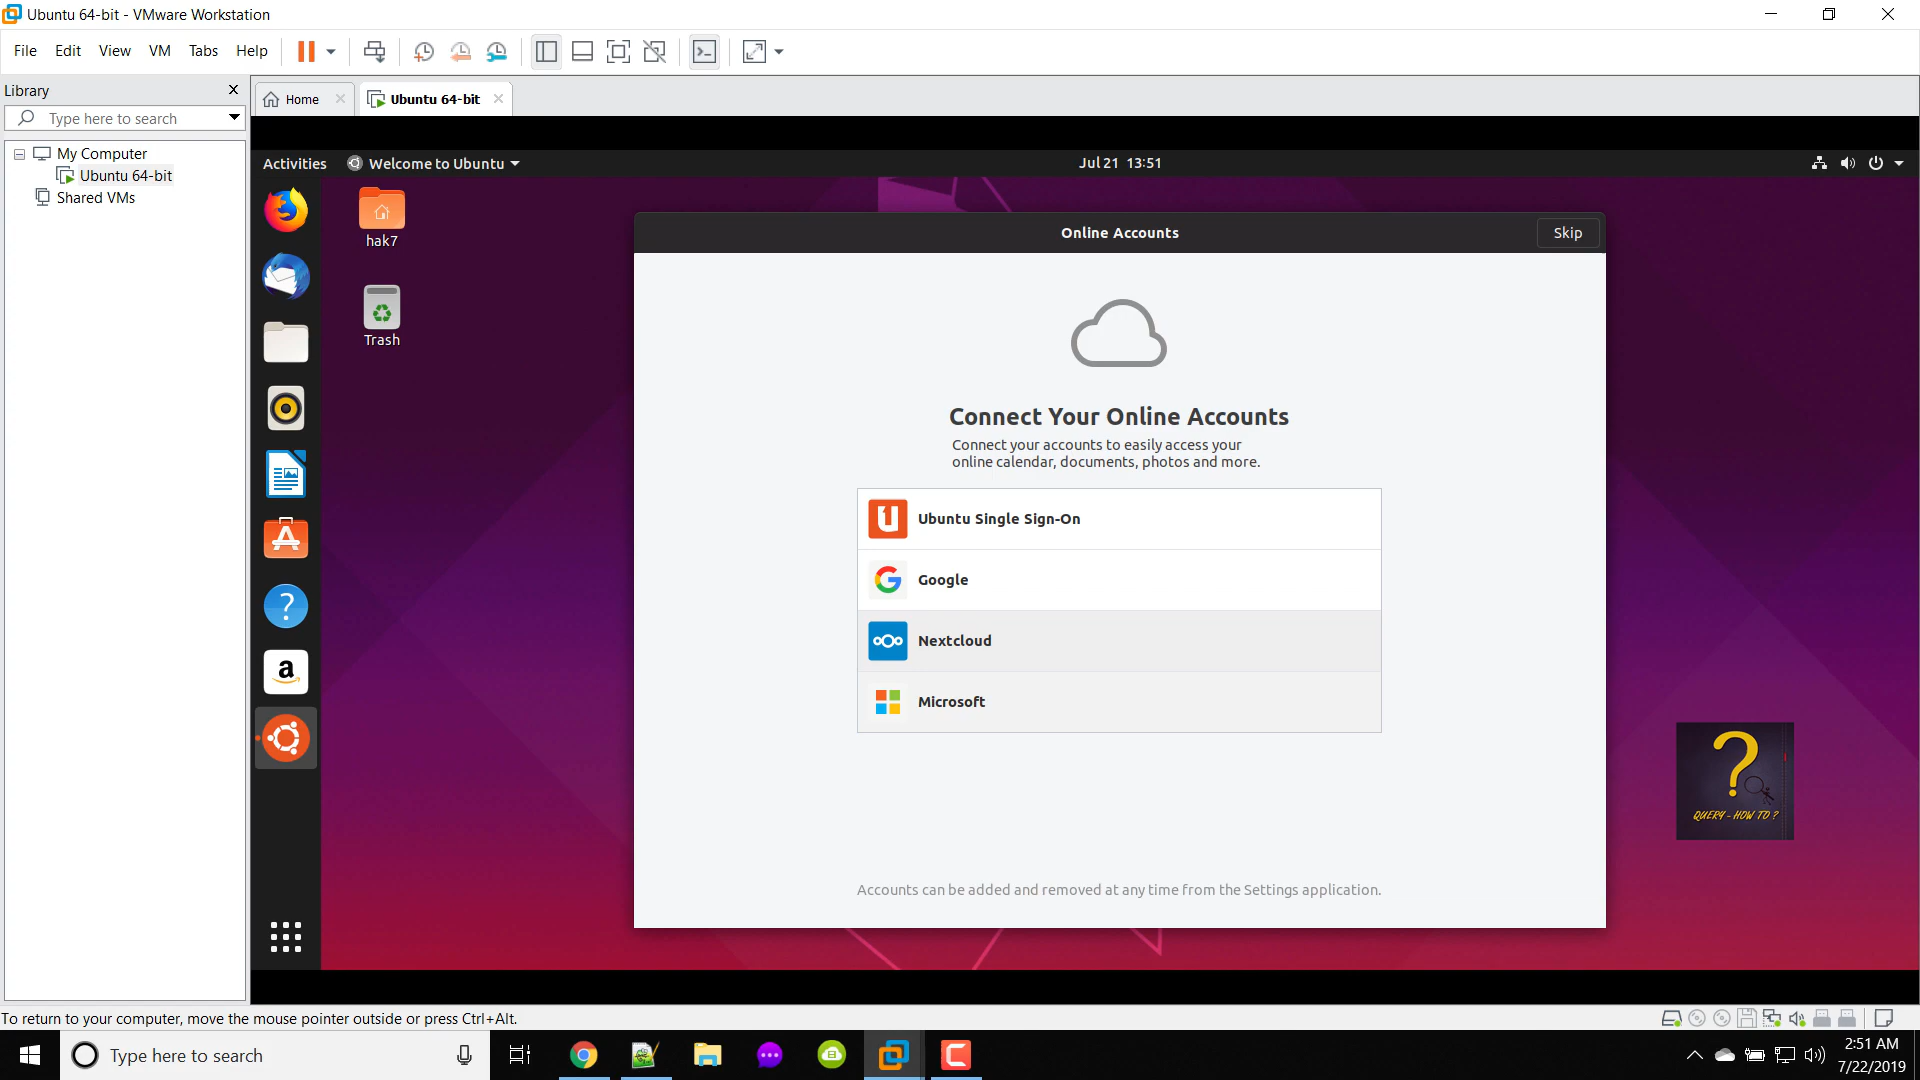 Ubuntu 64-bit - VMware Workstation
File Edit View VM Tabs Help
Library
Home
Ubuntu 64-bit
Type here to search
My Computer
Ubuntu 64-bit
Shared VMs
Activities
Welcome to Ubuntu
Jul 21 13:51
hak7
Trash
Online Accounts
Skip
Connect Your Online Accounts
Connect your accounts to easily access your
online calendar, documents, photos and more.
Ubuntu Single Sign-On
Google
Nextcloud
Microsoft
Accounts can be added and removed at any time from the Settings application.
QUERY - HOW TO ?
To return to your computer, move the mouse pointer outside or press Ctrl+Alt.
Type here to search
2:51 AM
7/22/2019